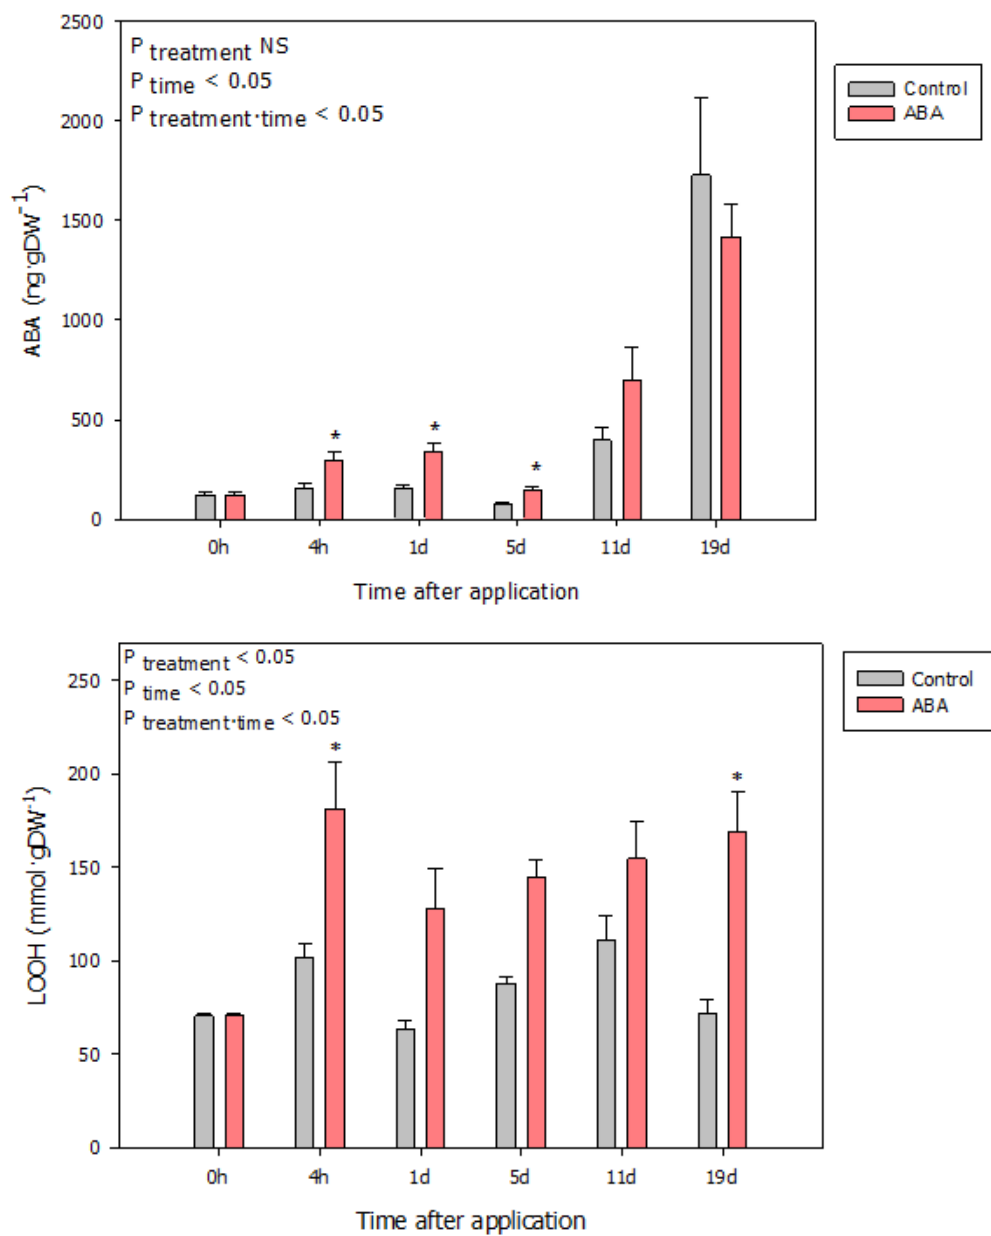 2500
2000
1500
1000
500
0
ABA (ng·gDW⁻¹)
P treatment NS
P time < 0.05
P treatment·time < 0.05
Control
ABA
*
*
*
0h 4h 1d 5d 11d 19d
Time after application
250
200
150
100
50
0
LOOH (mmol·gDW⁻¹)
P treatment < 0.05
P time < 0.05
P treatment·time < 0.05
Control
ABA
*
*
0h 4h 1d 5d 11d 19d
Time after application